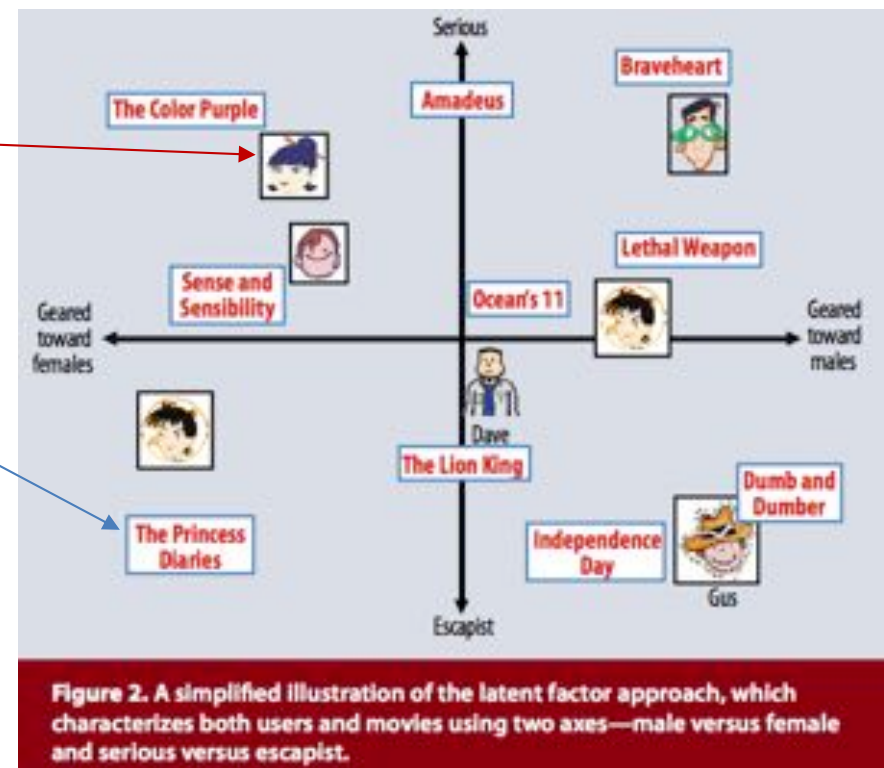 Serious
Braveheart
Amadeus
The Color Purple
Lethal Weapon
Sense and
Sensibility
Ocean's 11
Geared
toward
females
Geared
toward
males
Dave
The Lion King
Dumb and
Dumber
The Princess
Diaries
Independence
Day
Gus
Escapist
Figure 2. A simplified illustration of the latent factor approach, which
characterizes both users and movies using two axes—male versus female
and serious versus escapist.